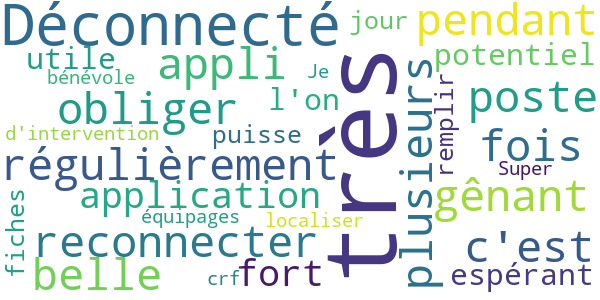 Déconnecté
jour
pendant
utile
appli
Je
potentiel
bénévole
obliger
l'on
très
plusieurs
remplir
poste
d'intervention
puisse
fois
régulièrement
Super
application
gênant
fiches
équipages
localiser
reconnecter
c'est
belle
crf
fort
espérant